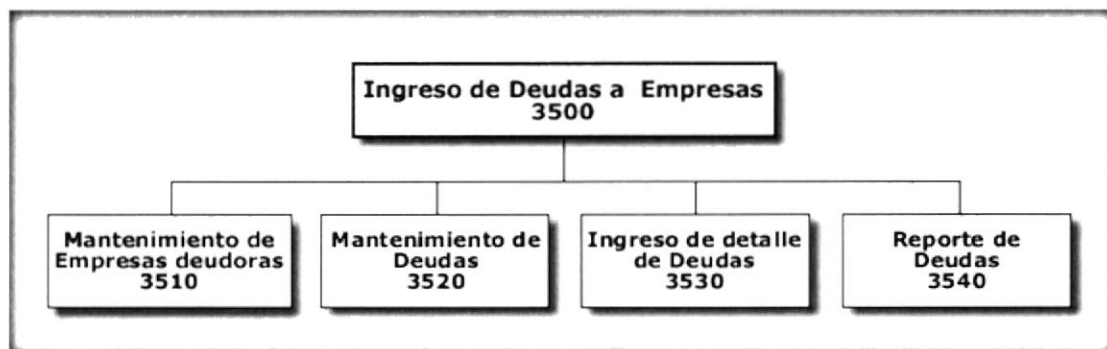 Ingreso de Deudas a Empresas
3500
Mantenimiento de
Empresas deudoras
3510
Mantenimiento de
Deudas
3520
Ingreso de detalle
de Deudas
3530
Reporte de
Deudas
3540